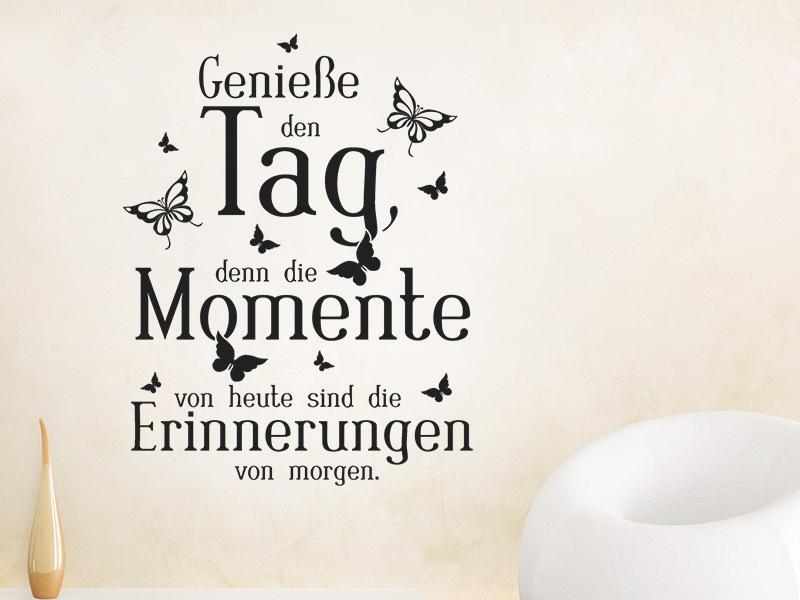 Genieße
den
Tag,
denn die
Momente
von heute sind die
Erinnerungen
von morgen.